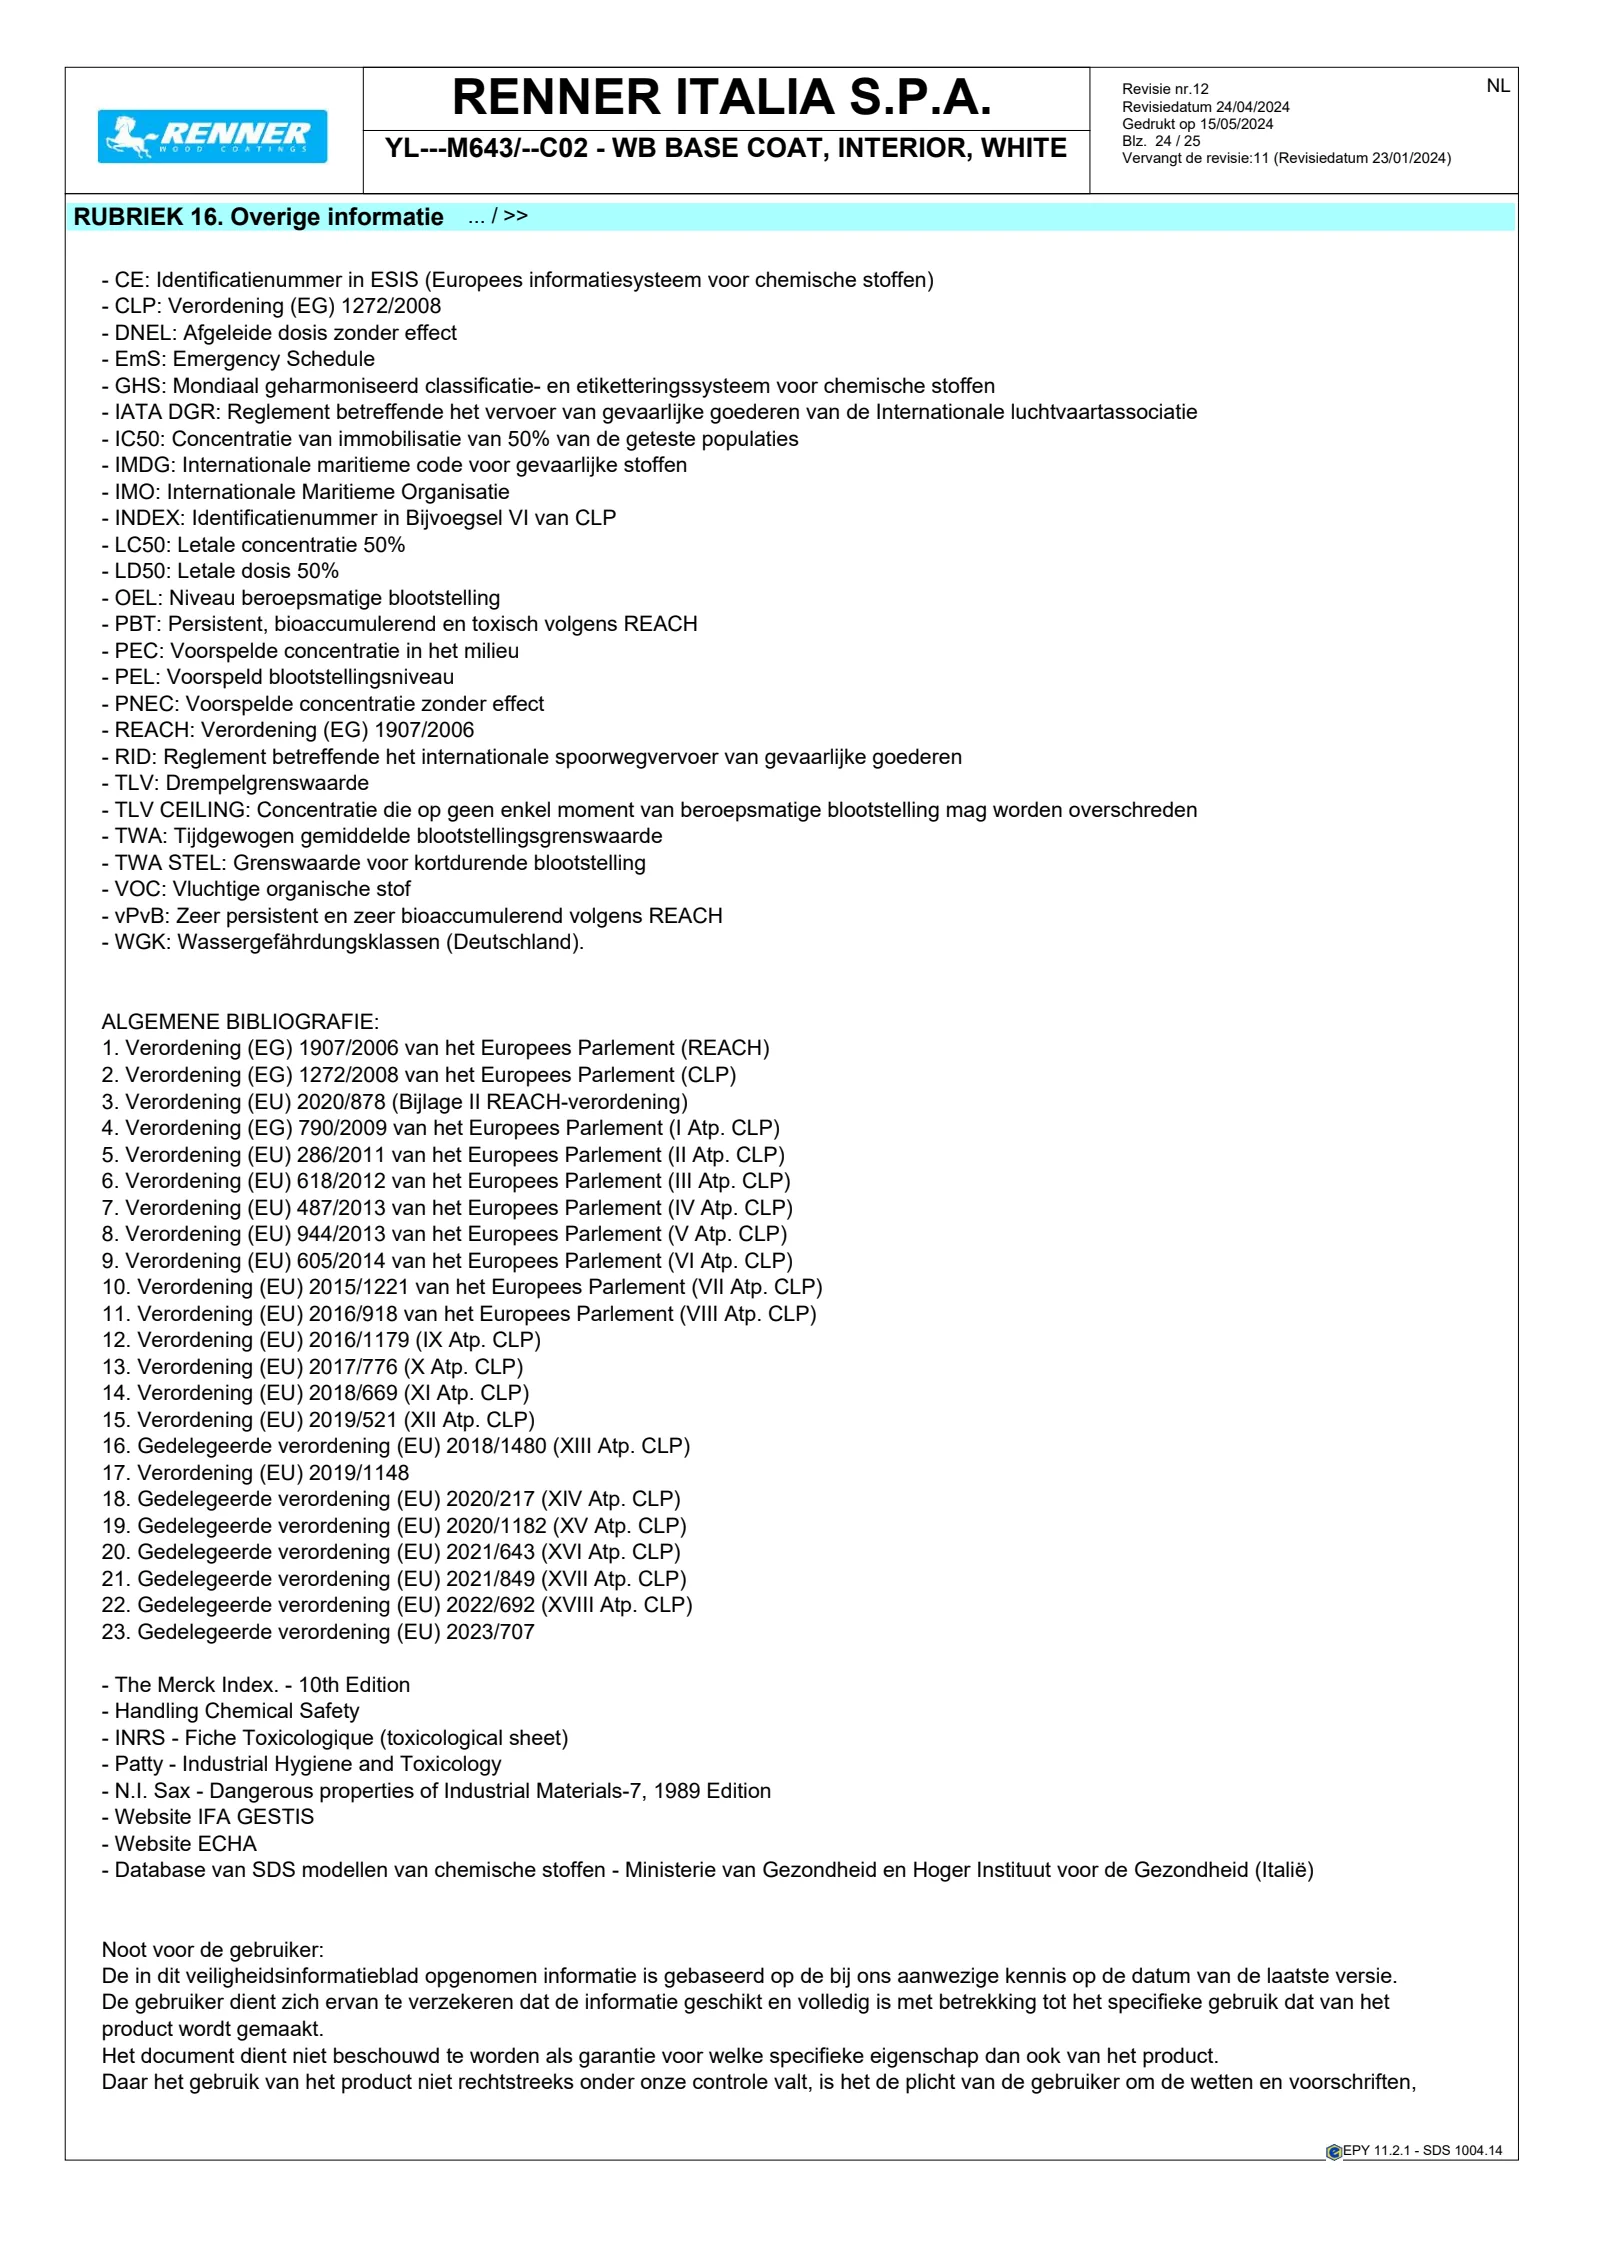 RENNER
WOOD COATINGS
RENNER ITALIA S.P.A.
YL---M643/--C02 - WB BASE COAT, INTERIOR, WHITE
Revisie nr.12
Revisiedatum 24/04/2024
Gedrukt op 15/05/2024
Blz. 24 / 25
Vervangt de revisie:11 (Revisiedatum 23/01/2024)
NL
RUBRIEK 16. Overige informatie ... / >>
- CE: Identificatienummer in ESIS (Europees informatiesysteem voor chemische stoffen)
- CLP: Verordening (EG) 1272/2008
- DNEL: Afgeleide dosis zonder effect
- EmS: Emergency Schedule
- GHS: Mondiaal geharmoniseerd classificatie- en etiketteringssysteem voor chemische stoffen
- IATA DGR: Reglement betreffende het vervoer van gevaarlijke goederen van de Internationale luchtvaartassociatie
- IC50: Concentratie van immobilisatie van 50% van de geteste populaties
- IMDG: Internationale maritieme code voor gevaarlijke stoffen
- IMO: Internationale Maritieme Organisatie
- INDEX: Identificatienummer in Bijvoegsel VI van CLP
- LC50: Letale concentratie 50%
- LD50: Letale dosis 50%
- OEL: Niveau beroepsmatige blootstelling
- PBT: Persistent, bioaccumulerend en toxisch volgens REACH
- PEC: Voorspelde concentratie in het milieu
- PEL: Voorspeld blootstellingsniveau
- PNEC: Voorspelde concentratie zonder effect
- REACH: Verordening (EG) 1907/2006
- RID: Reglement betreffende het internationale spoorwegvervoer van gevaarlijke goederen
- TLV: Drempelgrenswaarde
- TLV CEILING: Concentratie die op geen enkel moment van beroepsmatige blootstelling mag worden overschreden
- TWA: Tijdgewogen gemiddelde blootstellingsgrenswaarde
- TWA STEL: Grenswaarde voor kortdurende blootstelling
- VOC: Vluchtige organische stof
- vPvB: Zeer persistent en zeer bioaccumulerend volgens REACH
- WGK: Wassergefährdungsklassen (Deutschland).
ALGEMENE BIBLIOGRAFIE:
1. Verordening (EG) 1907/2006 van het Europees Parlement (REACH)
2. Verordening (EG) 1272/2008 van het Europees Parlement (CLP)
3. Verordening (EU) 2020/878 (Bijlage II REACH-verordening)
4. Verordening (EG) 790/2009 van het Europees Parlement (I Atp. CLP)
5. Verordening (EU) 286/2011 van het Europees Parlement (II Atp. CLP)
6. Verordening (EU) 618/2012 van het Europees Parlement (III Atp. CLP)
7. Verordening (EU) 487/2013 van het Europees Parlement (IV Atp. CLP)
8. Verordening (EU) 944/2013 van het Europees Parlement (V Atp. CLP)
9. Verordening (EU) 605/2014 van het Europees Parlement (VI Atp. CLP)
10. Verordening (EU) 2015/1221 van het Europees Parlement (VII Atp. CLP)
11. Verordening (EU) 2016/918 van het Europees Parlement (VIII Atp. CLP)
12. Verordening (EU) 2016/1179 (IX Atp. CLP)
13. Verordening (EU) 2017/776 (X Atp. CLP)
14. Verordening (EU) 2018/669 (XI Atp. CLP)
15. Verordening (EU) 2019/521 (XII Atp. CLP)
16. Gedelegeerde verordening (EU) 2018/1480 (XIII Atp. CLP)
17. Verordening (EU) 2019/1148
18. Gedelegeerde verordening (EU) 2020/217 (XIV Atp. CLP)
19. Gedelegeerde verordening (EU) 2020/1182 (XV Atp. CLP)
20. Gedelegeerde verordening (EU) 2021/643 (XVI Atp. CLP)
21. Gedelegeerde verordening (EU) 2021/849 (XVII Atp. CLP)
22. Gedelegeerde verordening (EU) 2022/692 (XVIII Atp. CLP)
23. Gedelegeerde verordening (EU) 2023/707
- The Merck Index. - 10th Edition
- Handling Chemical Safety
- INRS - Fiche Toxicologique (toxicological sheet)
- Patty - Industrial Hygiene and Toxicology
- N.I. Sax - Dangerous properties of Industrial Materials-7, 1989 Edition
- Website IFA GESTIS
- Website ECHA
- Database van SDS modellen van chemische stoffen - Ministerie van Gezondheid en Hoger Instituut voor de Gezondheid (Italië)
Noot voor de gebruiker:
De in dit veiligheidsinformatieblad opgenomen informatie is gebaseerd op de bij ons aanwezige kennis op de datum van de laatste versie.
De gebruiker dient zich ervan te verzekeren dat de informatie geschikt en volledig is met betrekking tot het specifieke gebruik dat van het
product wordt gemaakt.
Het document dient niet beschouwd te worden als garantie voor welke specifieke eigenschap dan ook van het product.
Daar het gebruik van het product niet rechtstreeks onder onze controle valt, is het de plicht van de gebruiker om de wetten en voorschriften,
EPY 11.2.1 - SDS 1004.14